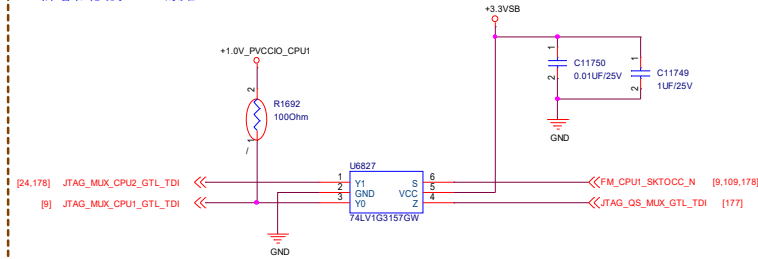 +3.3VSB
+1.0V_PVCCIO_CPU1
1
2
C11750
0.01UF/25V
1
2
C11749
1UF/25V
GND
2
R1692
100Ohm
1
/
U6827
[24,178] JTAG_MUX_CPU2_GTL_TDI
1 Y1 S 6
FM_CPU1_SKTOCC_N [9,109,178]
2 GND VCC 5
[9] JTAG_MUX_CPU1_GTL_TDI
3 Y0 Z 4
JTAG_QS_MUX_GTL_TDI [177]
74LV1G3157GW
GND